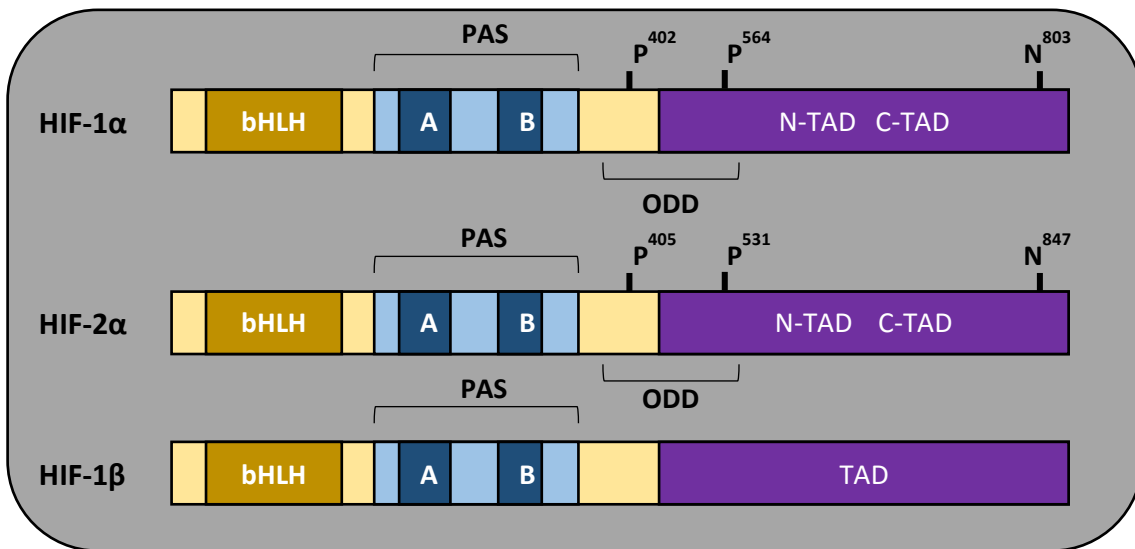 PAS
P402 P564 N803
HIF-1α bHLH A B N-TAD C-TAD
ODD
PAS
P405 P531 N847
HIF-2α bHLH A B N-TAD C-TAD
ODD
PAS
HIF-1β bHLH A B TAD